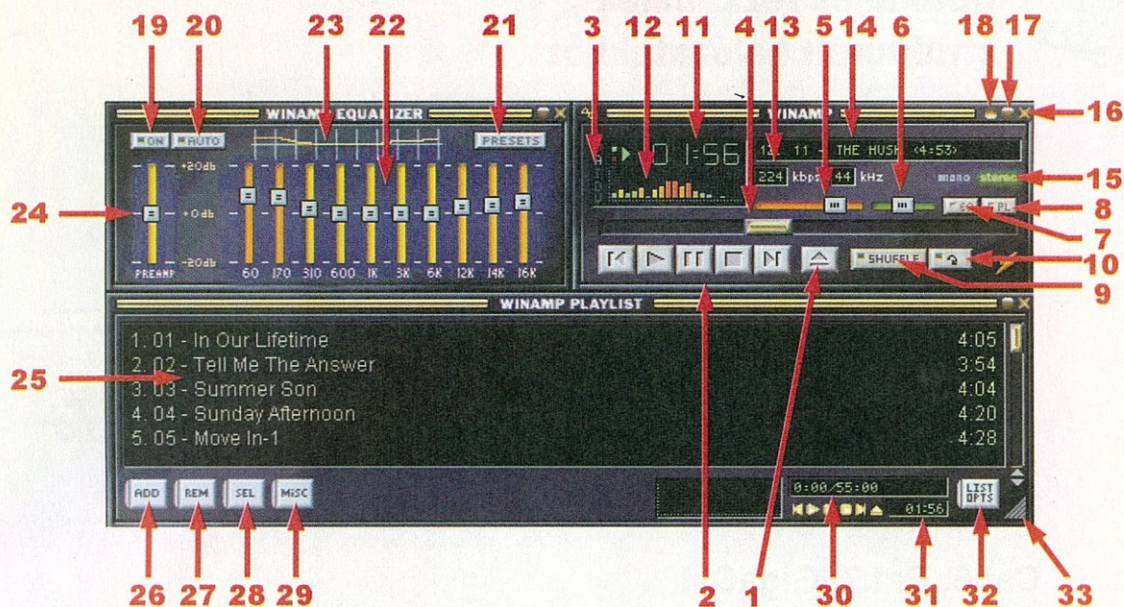 19 20 23 22 21 3 12 11 4 13 5 14 6 18 17
WINAMP EQUALIZER
WINAMP
16
ON AUTO PRESETS
01:56
11 - THE HUSH (4:53)
224 kbps 44 kHz mono stereo
15
+20db
24
+0db
-20db
PREAMP 60 170 310 600 1K 3K 6K 12K 14K 16K
EQ PL
8
7
SHUFFLE
10
9
WINAMP PLAYLIST
1. 01 - In Our Lifetime 4:05
2. 02 - Tell Me The Answer 3:54
25
3. 03 - Summer Son 4:04
4. 04 - Sunday Afternoon 4:20
5. 05 - Move In-1 4:28
ADD REM SEL MISC
0:00/55:00
01:56
LIST OPTS
26 27 28 29 2 1 30 31 32 33